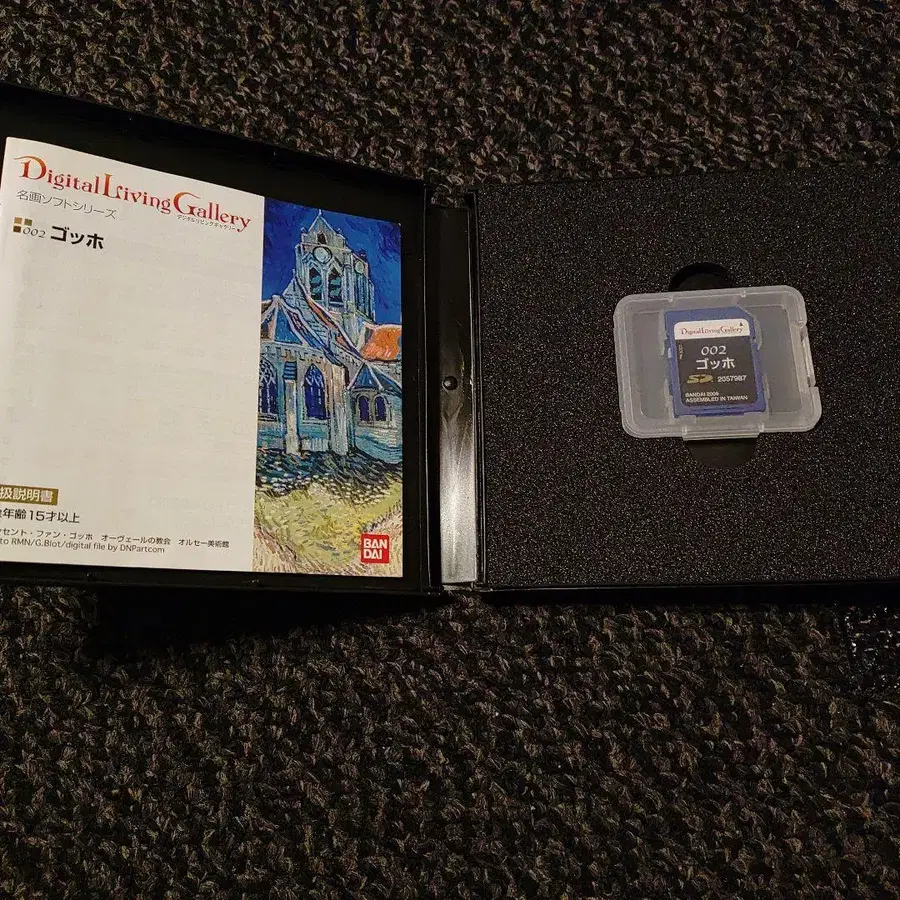 Digital Living Gallery
デジタルリビングギャラリー
名画ソフトシリーズ
002 ゴッホ
扱説明書
年齢15才以上
セント・ファン・ゴッホ オーヴェールの教会 オルセー美術館
to RMN/G.Blot/digital file by DNPartcom
BAN
DAI
Digital Living Gallery
002
ゴッホ
SD 2057987
BANDAI 2006
ASSEMBLED IN TAIWAN